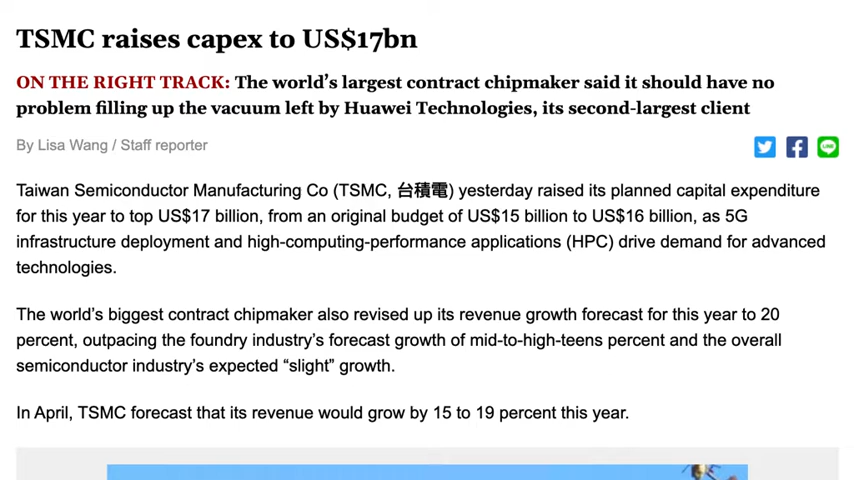 TSMC raises capex to US$17bn
ON THE RIGHT TRACK: The world’s largest contract chipmaker said it should have no
problem filling up the vacuum left by Huawei Technologies, its second-largest client
By Lisa Wang / Staff reporter
LINE
Taiwan Semiconductor Manufacturing Co (TSMC, 台積電) yesterday raised its planned capital expenditure
for this year to top US$17 billion, from an original budget of US$15 billion to US$16 billion, as 5G
infrastructure deployment and high-computing-performance applications (HPC) drive demand for advanced
technologies.
The world’s biggest contract chipmaker also revised up its revenue growth forecast for this year to 20
percent, outpacing the foundry industry’s forecast growth of mid-to-high-teens percent and the overall
semiconductor industry’s expected “slight” growth.
In April, TSMC forecast that its revenue would grow by 15 to 19 percent this year.